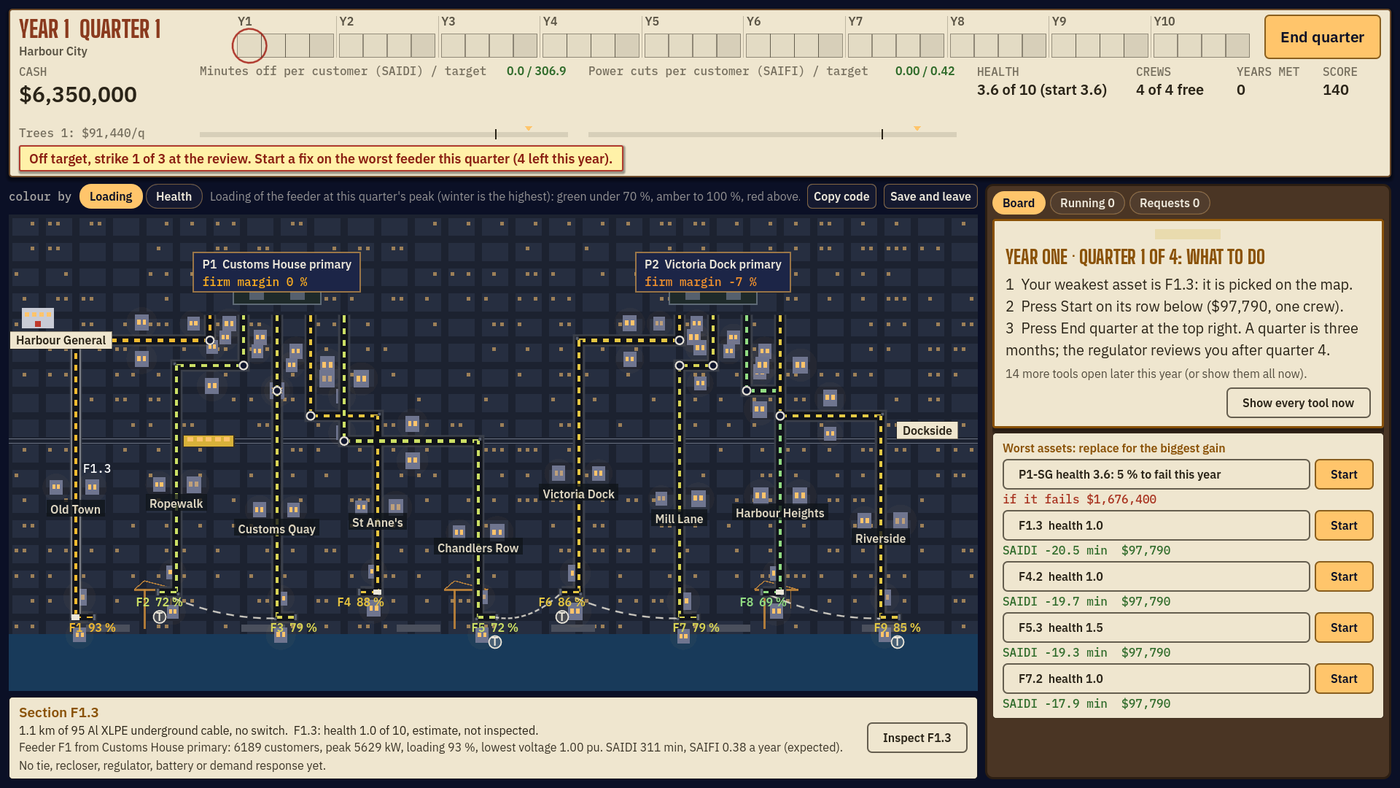 YEAR 1 QUARTER 1
Harbour City
CASH
$6,350,000
Trees 1: $91,440/q
Y1 Y2 Y3 Y4 Y5 Y6 Y7 Y8 Y9 Y10
End quarter
Minutes off per customer (SAIDI) / target 0.0 / 306.9
Power cuts per customer (SAIFI) / target 0.00 / 0.42
HEALTH
3.6 of 10 (start 3.6)
CREWS
4 of 4 free
YEARS MET
0
SCORE
140
Off target, strike 1 of 3 at the review. Start a fix on the worst feeder this quarter (4 left this year).
colour by Loading Health Loading of the feeder at this quarter's peak (winter is the highest): green under 70 %, amber to 100 %, red above. Copy code Save and leave
P1 Customs House primary
firm margin 0 %
P2 Victoria Dock primary
firm margin -7 %
Harbour General
Dockside
F1.3
Old Town
Ropewalk
Customs Quay
St Anne's
Chandlers Row
Victoria Dock
Mill Lane
Harbour Heights
Riverside
F1 93 %
F2 72 %
F3 79 %
F4 88 %
F5 72 %
F6 86 %
F7 79 %
F8 69 %
F9 85 %
T
T
T
T
Section F1.3
1.1 km of 95 Al XLPE underground cable, no switch. F1.3: health 1.0 of 10, estimate, not inspected.
Feeder F1 from Customs House primary: 6189 customers, peak 5629 kW, loading 93 %, lowest voltage 1.00 pu. SAIDI 311 min, SAIFI 0.38 a year (expected).
No tie, recloser, regulator, battery or demand response yet.
Inspect F1.3
Board Running 0 Requests 0
YEAR ONE · QUARTER 1 OF 4: WHAT TO DO
1 Your weakest asset is F1.3: it is picked on the map.
2 Press Start on its row below ($97,790, one crew).
3 Press End quarter at the top right. A quarter is three
months; the regulator reviews you after quarter 4.
14 more tools open later this year (or show them all now).
Show every tool now
Worst assets: replace for the biggest gain
P1-SG health 3.6: 5 % to fail this year Start
if it fails $1,676,400
F1.3 health 1.0 Start
SAIDI -20.5 min $97,790
F4.2 health 1.0 Start
SAIDI -19.7 min $97,790
F5.3 health 1.5 Start
SAIDI -19.3 min $97,790
F7.2 health 1.0 Start
SAIDI -17.9 min $97,790